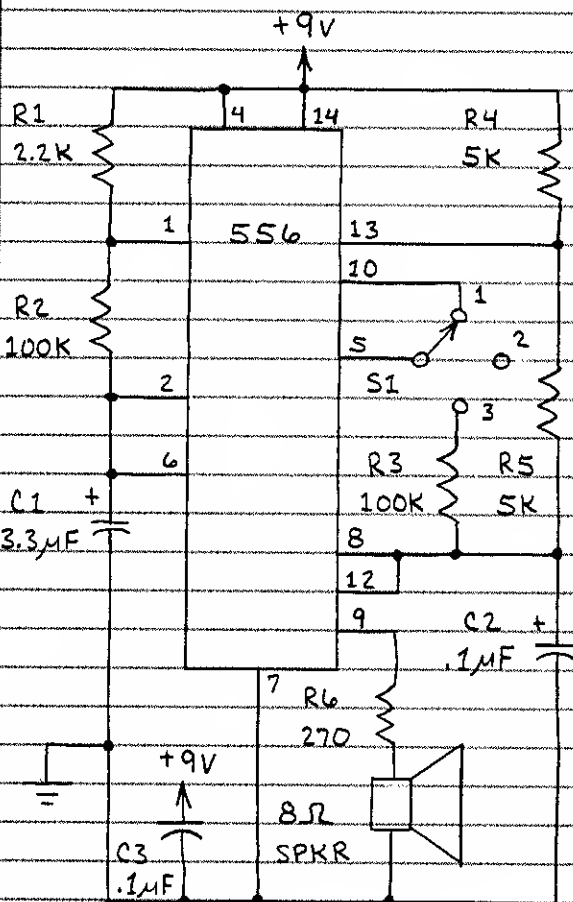 +9V
R1
2.2K
4
14
R4
5K
1
556
13
10
1
R2
100K
5
2
S1
2
3
6
R3
100K
R5
5K
C1
+
3.3µF
8
12
9
C2
+
.1µF
7
R6
270
+9V
8Ω
SPKR
C3
.1µF